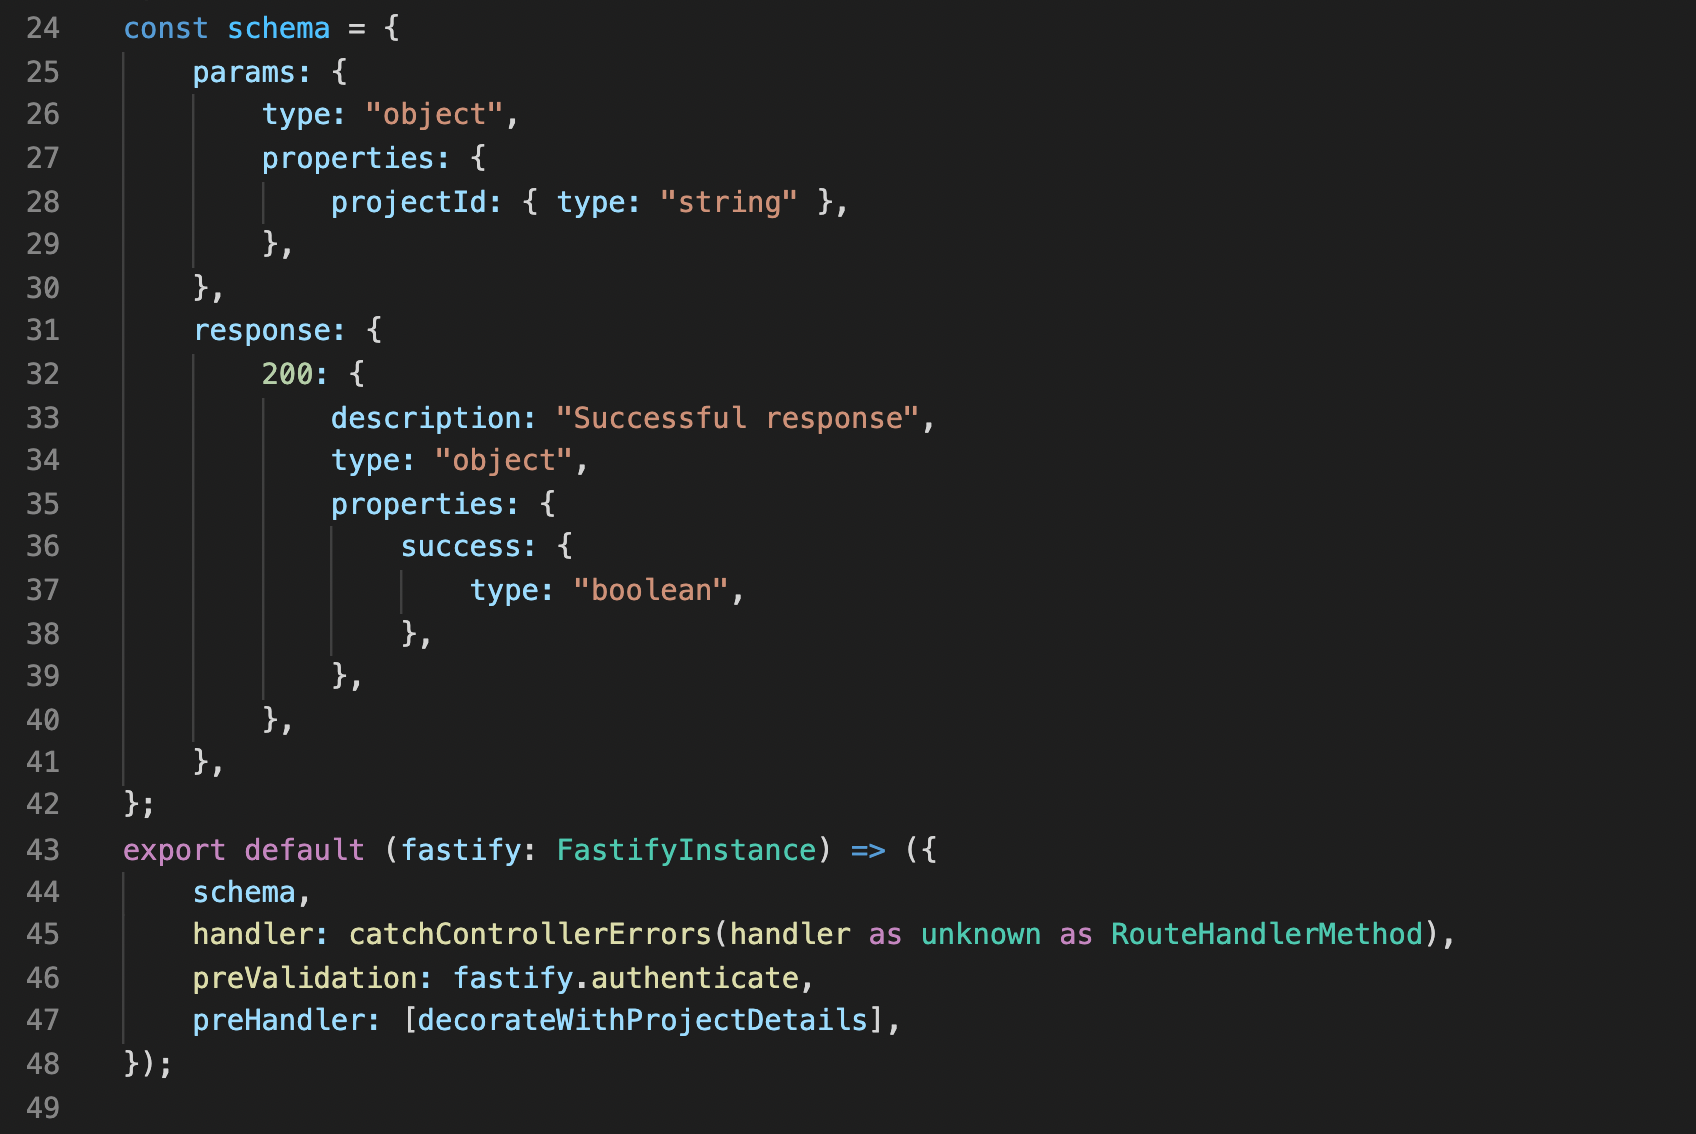 24 const schema = {
25     params: {
26         type: "object",
27         properties: {
28             projectId: { type: "string" },
29         },
30     },
31     response: {
32         200: {
33             description: "Successful response",
34             type: "object",
35             properties: {
36                 success: {
37                     type: "boolean",
38                 },
39             },
40         },
41     },
42 };
43 export default (fastify: FastifyInstance) => ({
44     schema,
45     handler: catchControllerErrors(handler as unknown as RouteHandlerMethod),
46     preValidation: fastify.authenticate,
47     preHandler: [decorateWithProjectDetails],
48 });
49